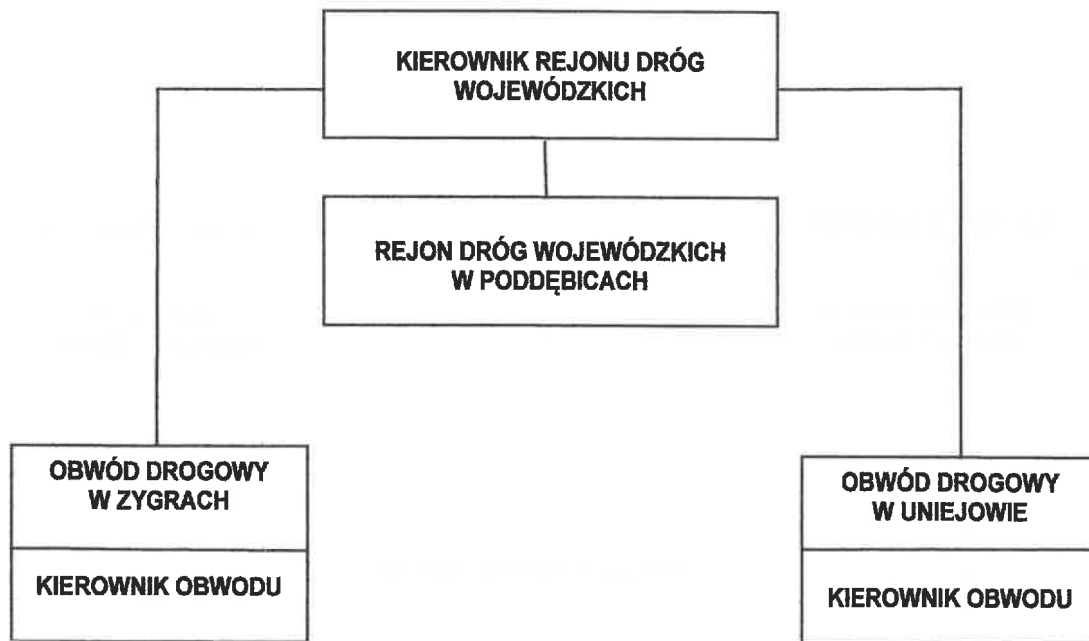 KIEROWNIK REJONU DRÓG
WOJEWÓDZKICH
REJON DRÓG WOJEWÓDZKICH
W PODDĘBICACH
OBWÓD DROGOWY
W ZYGRACH
KIEROWNIK OBWODU
OBWÓD DROGOWY
W UNIEJOWIE
KIEROWNIK OBWODU